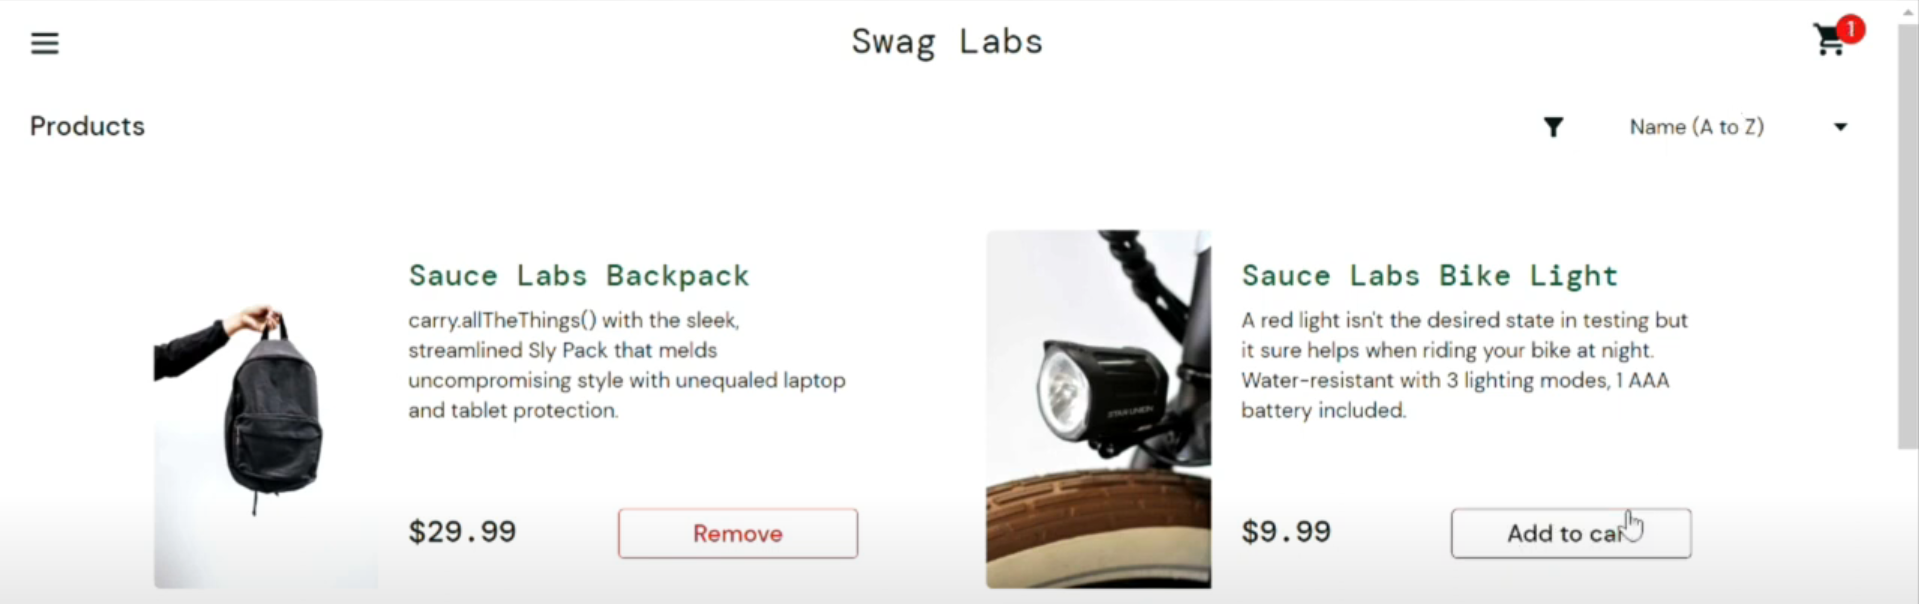 Swag Labs
1
Products
Name (A to Z)
Sauce Labs Backpack
carry.allTheThings() with the sleek,
streamlined Sly Pack that melds
uncompromising style with unequaled laptop
and tablet protection.
$29.99
Remove
Sauce Labs Bike Light
A red light isn't the desired state in testing but
it sure helps when riding your bike at night.
Water-resistant with 3 lighting modes, 1 AAA
battery included.
$9.99
Add to